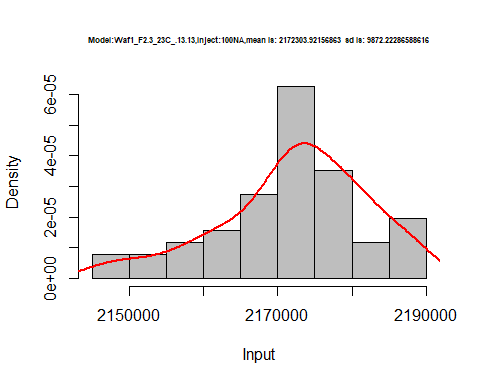 Model:Waf1_F2.3_23C_.13.13,Inject:100NA,mean is: 2172303.92156863 sd is: 9872.22286588616
Density
6e-05
4e-05
2e-05
0e+00
2150000 2170000 2190000
Input